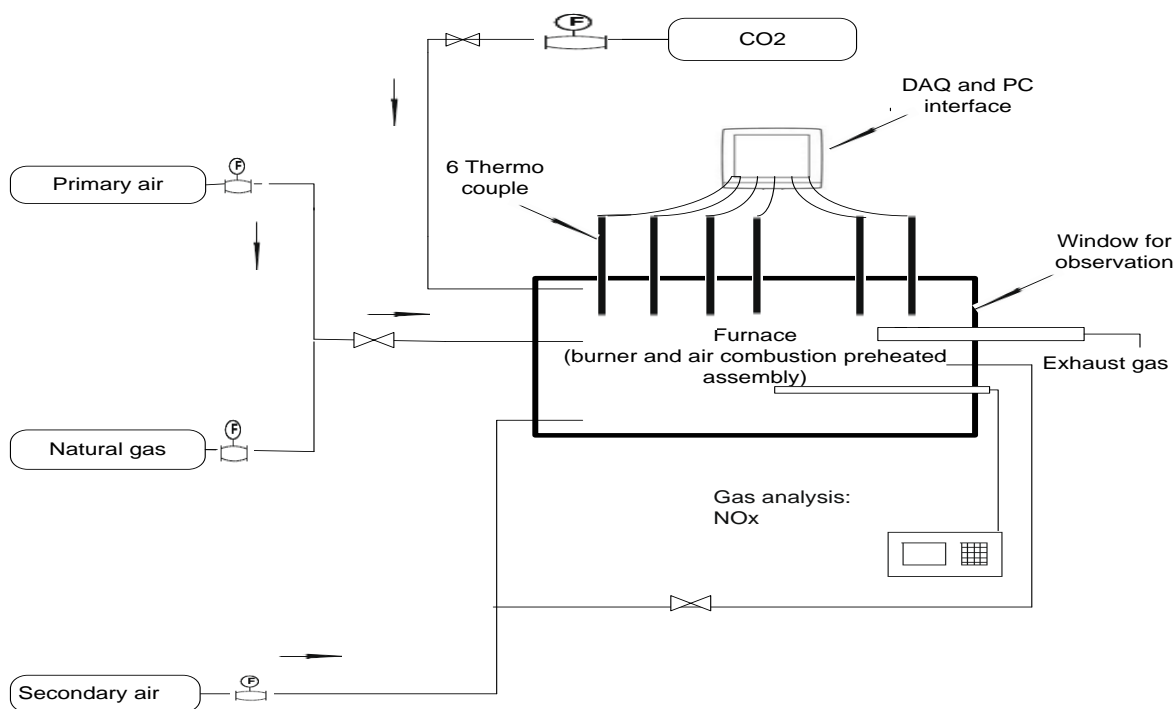 F
CO2
DAQ and PC
interface
6 Thermo
couple
F
Primary air
Window for
observation
Furnace
(burner and air combustion preheated
assembly)
Exhaust gas
F
Natural gas
Gas analysis:
NOx
F
Secondary air